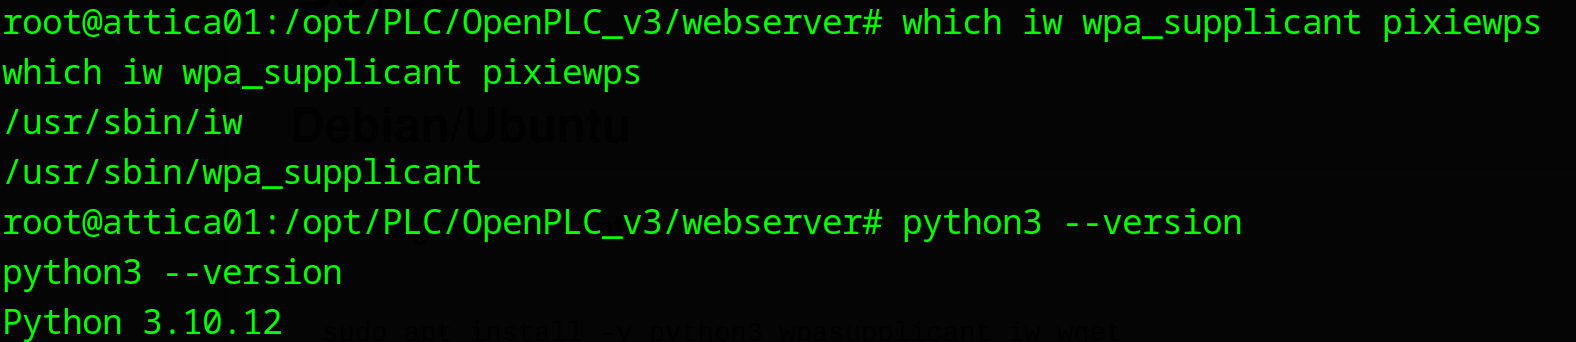 root@attica01:/opt/PLC/OpenPLC_v3/webserver# which iw wpa_supplicant pixiewps
which iw wpa_supplicant pixiewps
/usr/sbin/iw
Debian/Ubuntu
/usr/sbin/wpa_supplicant
root@attica01:/opt/PLC/OpenPLC_v3/webserver# python3 --version
python3 --version
Python 3.10.12
sudo apt install -y python3 wpasupplicant iw wget